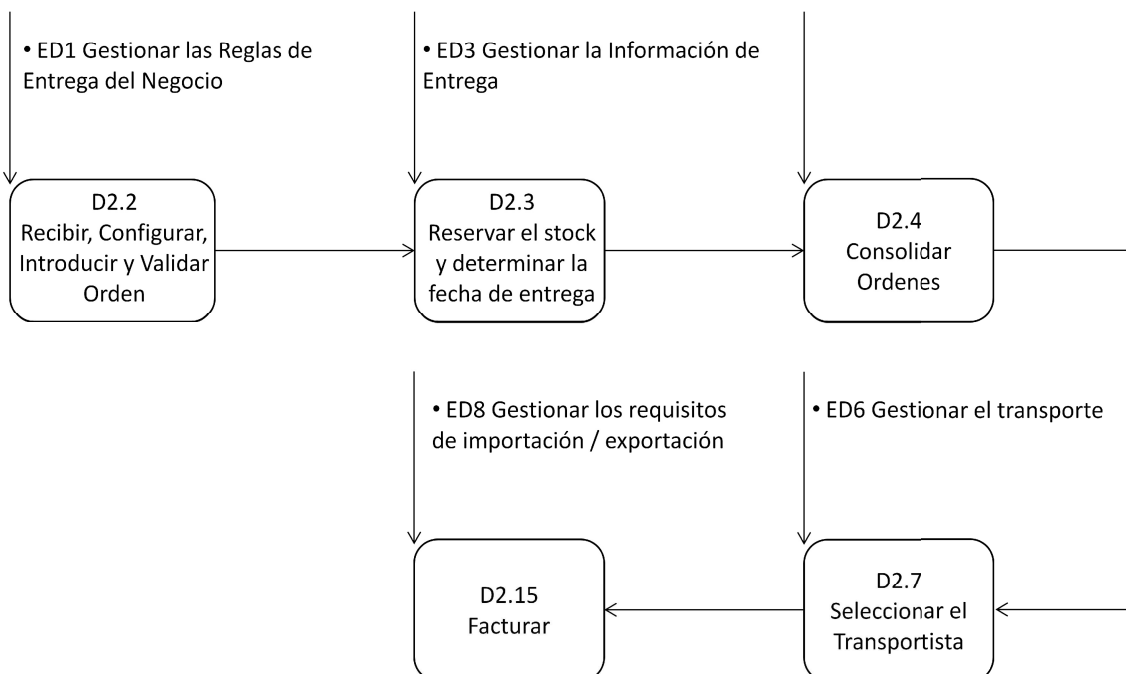 • ED1 Gestionar las Reglas de
Entrega del Negocio
• ED3 Gestionar la Información de
Entrega
D2.2
Recibir, Configurar,
Introducir y Validar
Orden
D2.3
Reservar el stock
y determinar la
fecha de entrega
D2.4
Consolidar
Ordenes
• ED8 Gestionar los requisitos
de importación / exportación
• ED6 Gestionar el transporte
D2.15
Facturar
D2.7
Seleccionar el
Transportista